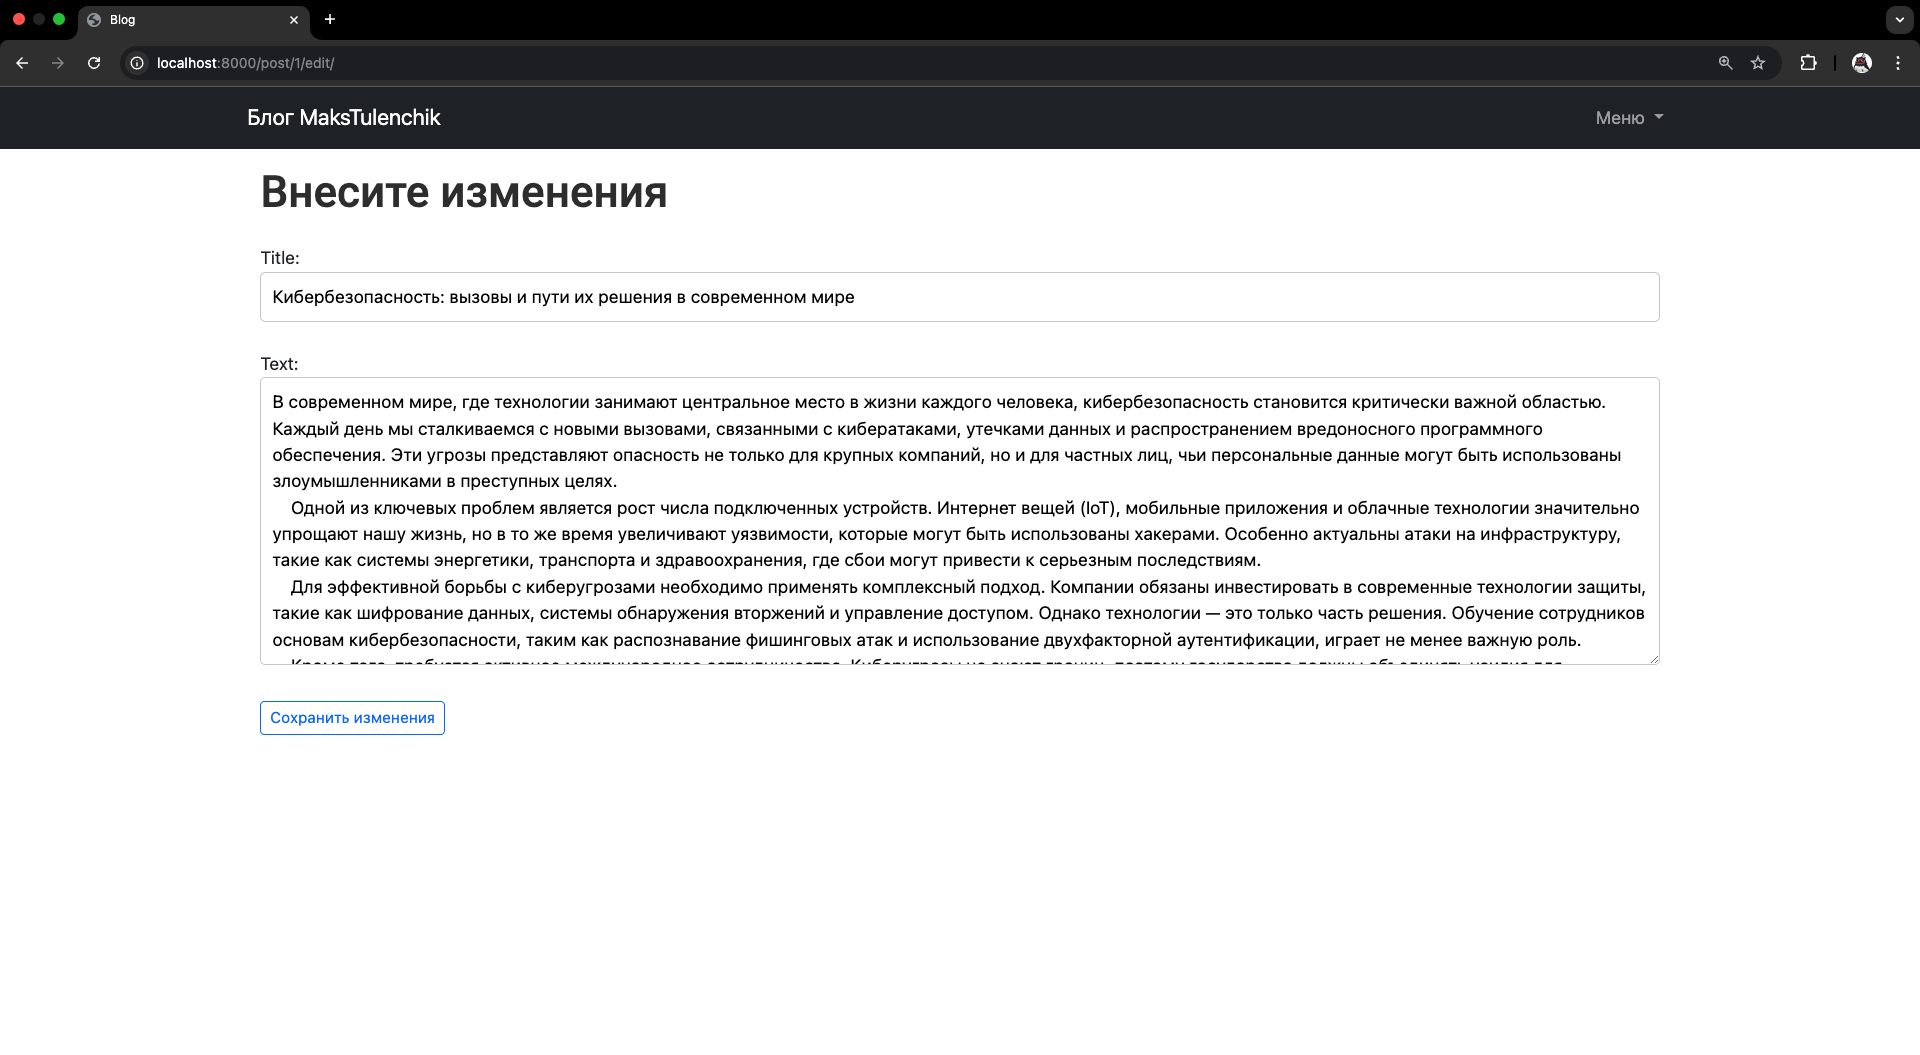 Blog
localhost:8000/post/1/edit/
Блог MaksTulenchik
Меню
Внесите изменения
Title:
Кибербезопасность: вызовы и пути их решения в современном мире
Text:
В современном мире, где технологии занимают центральное место в жизни каждого человека, кибербезопасность становится критически важной областью.
Каждый день мы сталкиваемся с новыми вызовами, связанными с кибератаками, утечками данных и распространением вредоносного программного
обеспечения. Эти угрозы представляют опасность не только для крупных компаний, но и для частных лиц, чьи персональные данные могут быть использованы
злоумышленниками в преступных целях.
Одной из ключевых проблем является рост числа подключенных устройств. Интернет вещей (IoT), мобильные приложения и облачные технологии значительно
упрощают нашу жизнь, но в то же время увеличивают уязвимости, которые могут быть использованы хакерами. Особенно актуальны атаки на инфраструктуру,
такие как системы энергетики, транспорта и здравоохранения, где сбои могут привести к серьезным последствиям.
Для эффективной борьбы с киберугрозами необходимо применять комплексный подход. Компании обязаны инвестировать в современные технологии защиты,
такие как шифрование данных, системы обнаружения вторжений и управление доступом. Однако технологии — это только часть решения. Обучение сотрудников
основам кибербезопасности, таким как распознавание фишинговых атак и использование двухфакторной аутентификации, играет не менее важную роль.
Сохранить изменения